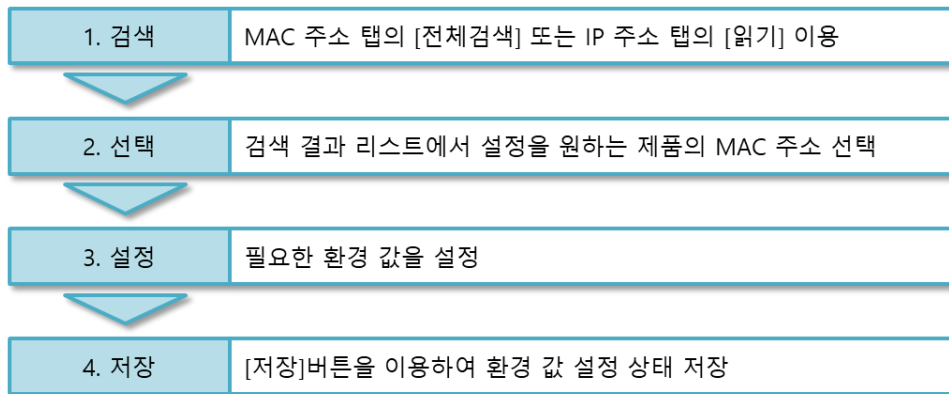 1. 검색 MAC 주소 탭의 [전체검색] 또는 IP 주소 탭의 [읽기] 이용
2. 선택 검색 결과 리스트에서 설정을 원하는 제품의 MAC 주소 선택
3. 설정 필요한 환경 값을 설정
4. 저장 [저장]버튼을 이용하여 환경 값 설정 상태 저장